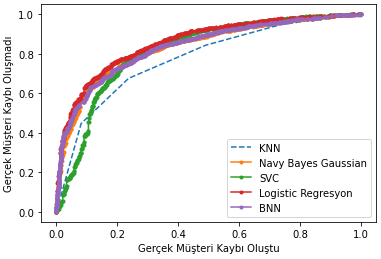 1.0
0.8
0.6
0.4
0.2
0.0
Gerçek Müşteri Kaybı Oluşmadı
KNN
Navy Bayes Gaussian
SVC
Logistic Regresyon
BNN
0.0 0.2 0.4 0.6 0.8 1.0
Gerçek Müşteri Kaybı Oluştu